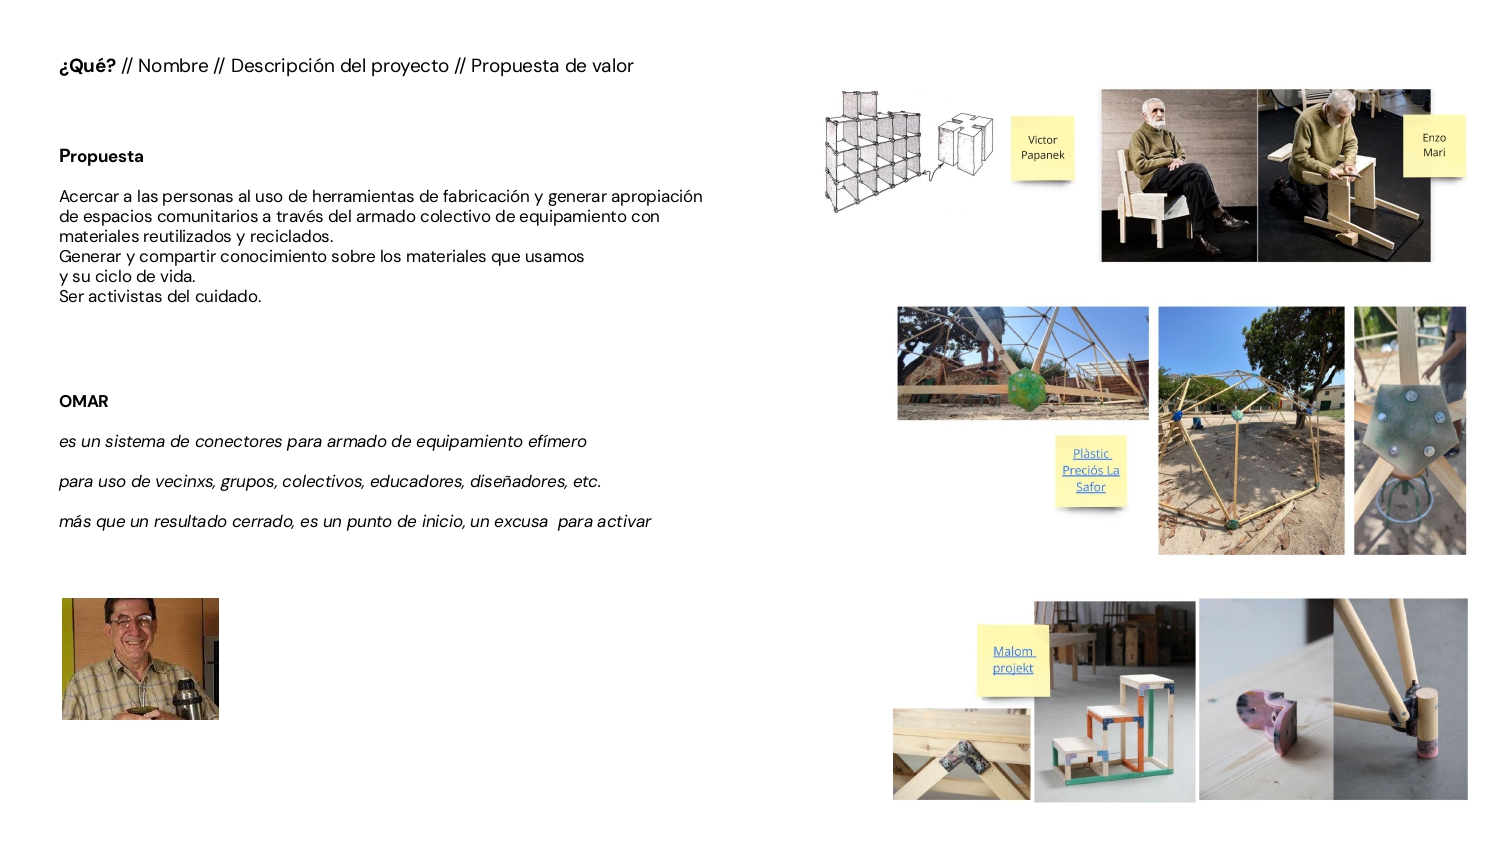 ¿Qué? // Nombre // Descripción del proyecto // Propuesta de valor
Propuesta
Acercar a las personas al uso de herramientas de fabricación y generar apropiación
de espacios comunitarios a través del armado colectivo de equipamiento con
materiales reutilizados y reciclados.
Generar y compartir conocimiento sobre los materiales que usamos
y su ciclo de vida.
Ser activistas del cuidado.
OMAR
es un sistema de conectores para armado de equipamiento efímero
para uso de vecinxs, grupos, colectivos, educadores, diseñadores, etc.
más que un resultado cerrado, es un punto de inicio, un excusa  para activar
Victor
Papanek
Enzo
Mari
Plàstic
Preciós La
Safor
Malom
projekt